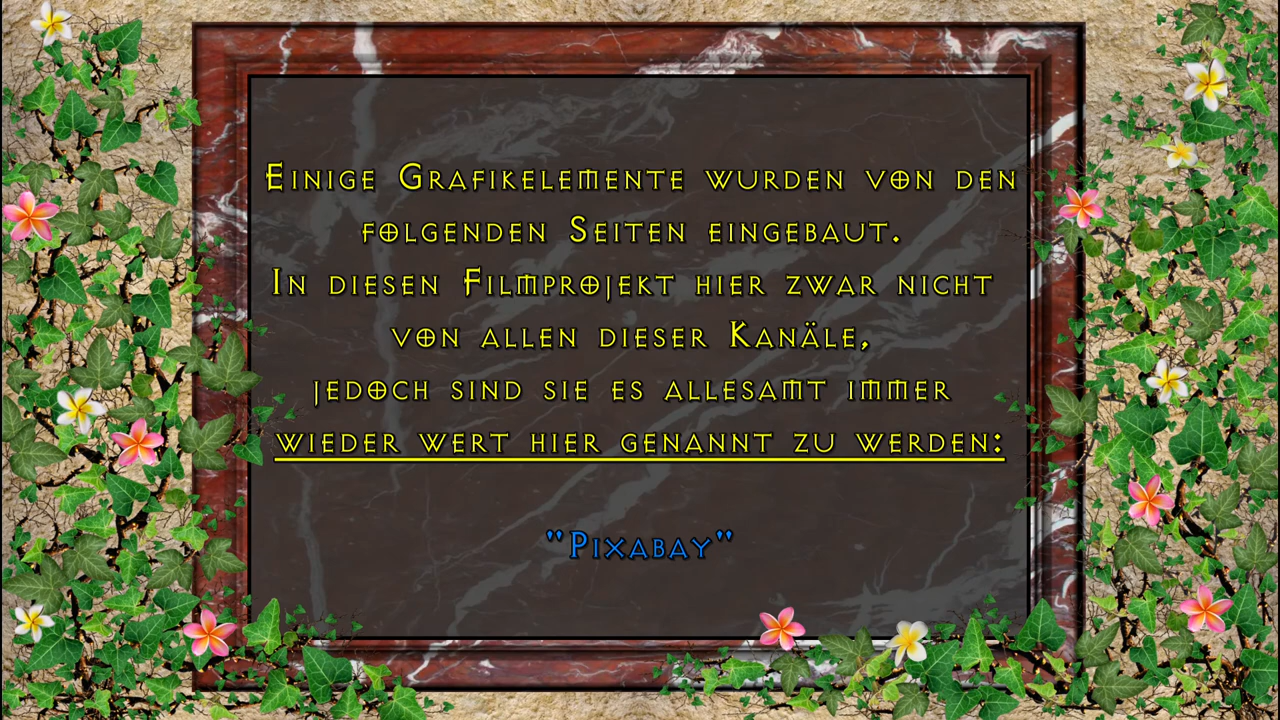 Einige Grafikelemente wurden von den
folgenden Seiten eingebaut.
In diesen Filmprojekt hier zwar nicht
von allen dieser Kanäle,
jedoch sind sie es allesamt immer
wieder wert hier genannt zu werden:
"Pixabay"